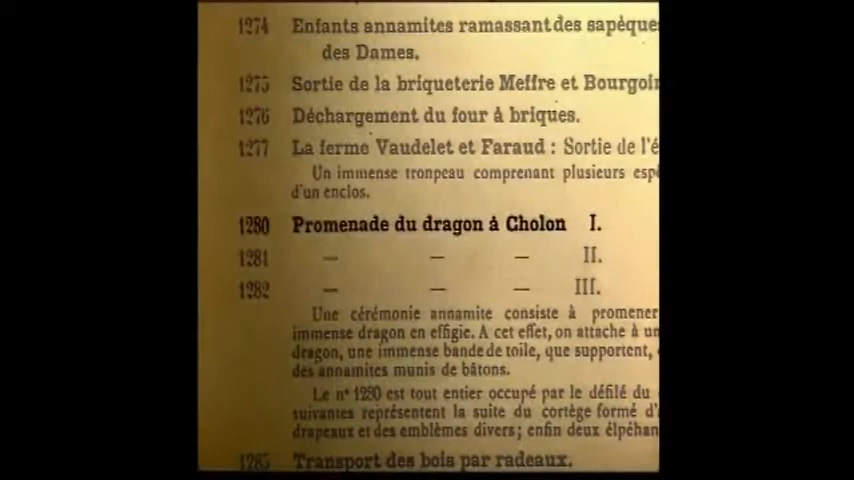 1274 Enfants annamites ramassant des sapèque
des Dames.
1275 Sortie de la briqueterie Meffre et Bourgoin
1276 Déchargement du four à briques.
1277 La ferme Vaudelet et Faraud : Sortie de l'é
Un immense tronpeau comprenant plusieurs espè
d'un enclos.
1280 Promenade du dragon à Cholon I.
1281 — — — II.
1282 — — — III.
Une cérémonie annamite consiste à promener
immense dragon en effigie. A cet effet, on attache à un
dragon, une immense bande de toile, que supportent,
des annamites munis de bâtons.
Le nº 1280 est tout entier occupé par le défilé du
suivantes représentent la suite du cortège formé d'
drapeaux et des emblèmes divers; enfin deux élpéhan
1283 Transport des bois par radeaux.